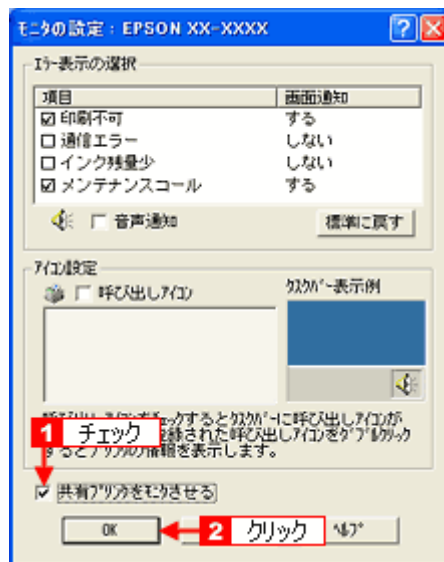 モニタの設定：EPSON XX-XXXX
エラー表示の選択
項目 画面通知
印刷不可 する
通信エラー しない
インク残量少 しない
メンテナンスコール する
音声通知 標準に戻す
アイコン設定
呼び出しアイコン
タスクバー表示例
ｯｸするとﾀｽｸﾊﾞｰに呼び出しｱｲｺﾝが
1 チェック 録された呼び出しｱｲｺﾝをﾀﾞﾌﾞﾙｸﾘｯｸ
するとﾌﾟﾘﾝﾀの情報を表示します。
共有ﾌﾟﾘﾝﾀをﾓﾆﾀさせる
OK 2 クリック ﾍﾙﾌﾟ